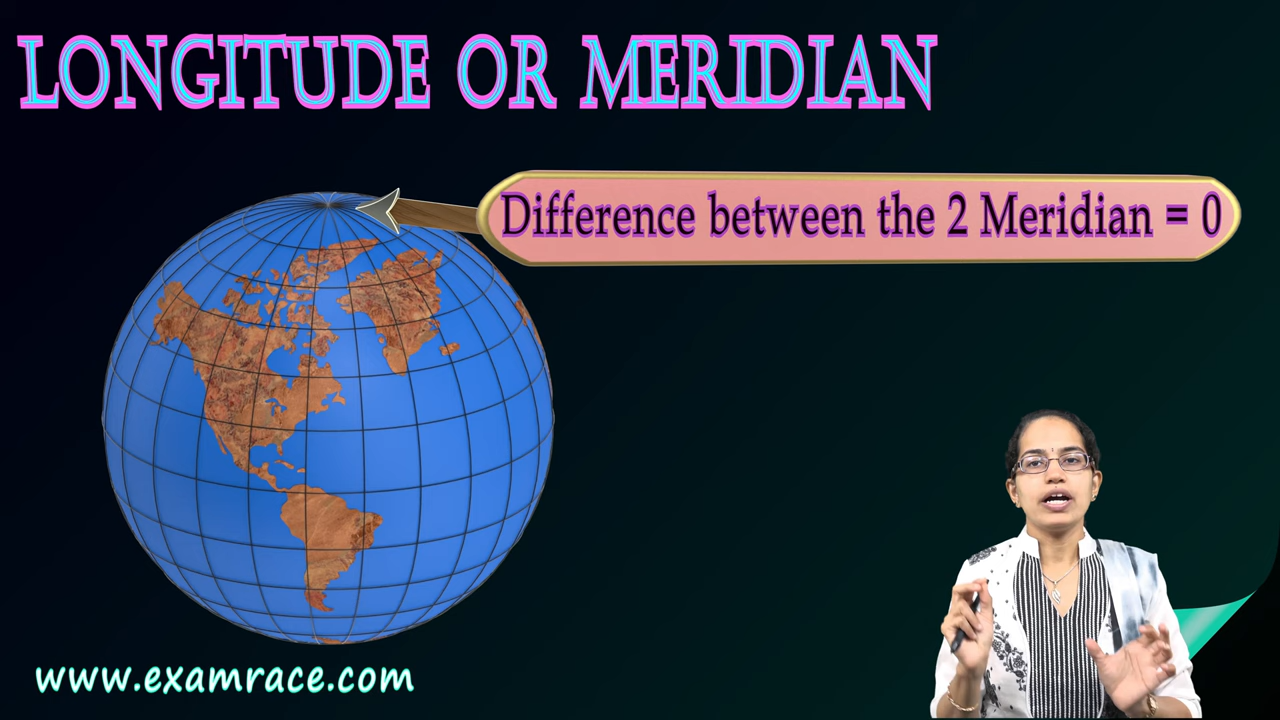 LONGITUDE OR MERIDIAN
Difference between the 2 Meridian = 0
www.examrace.com